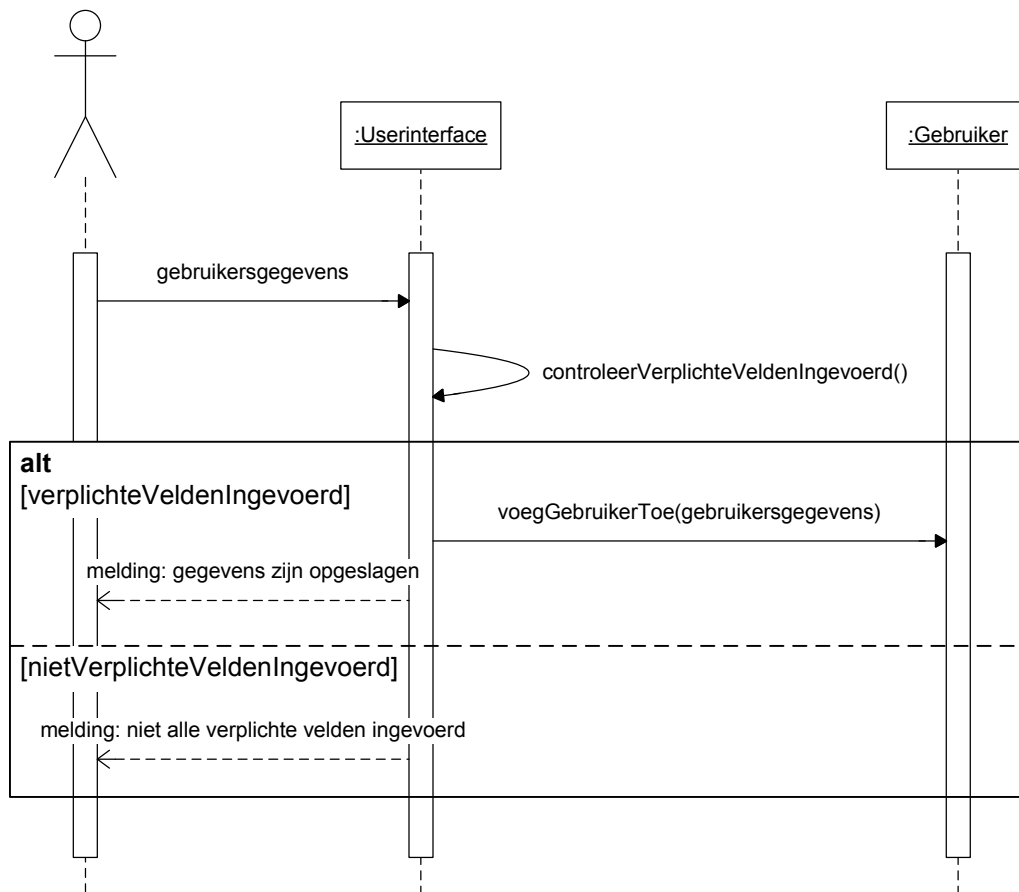 :Userinterface
:Gebruiker
gebruikersgegevens
controleerVerplichteVeldenIngevoerd()
alt
[verplichteVeldenIngevoerd]
voegGebruikerToe(gebruikersgegevens)
melding: gegevens zijn opgeslagen
[nietVerplichteVeldenIngevoerd]
melding: niet alle verplichte velden ingevoerd